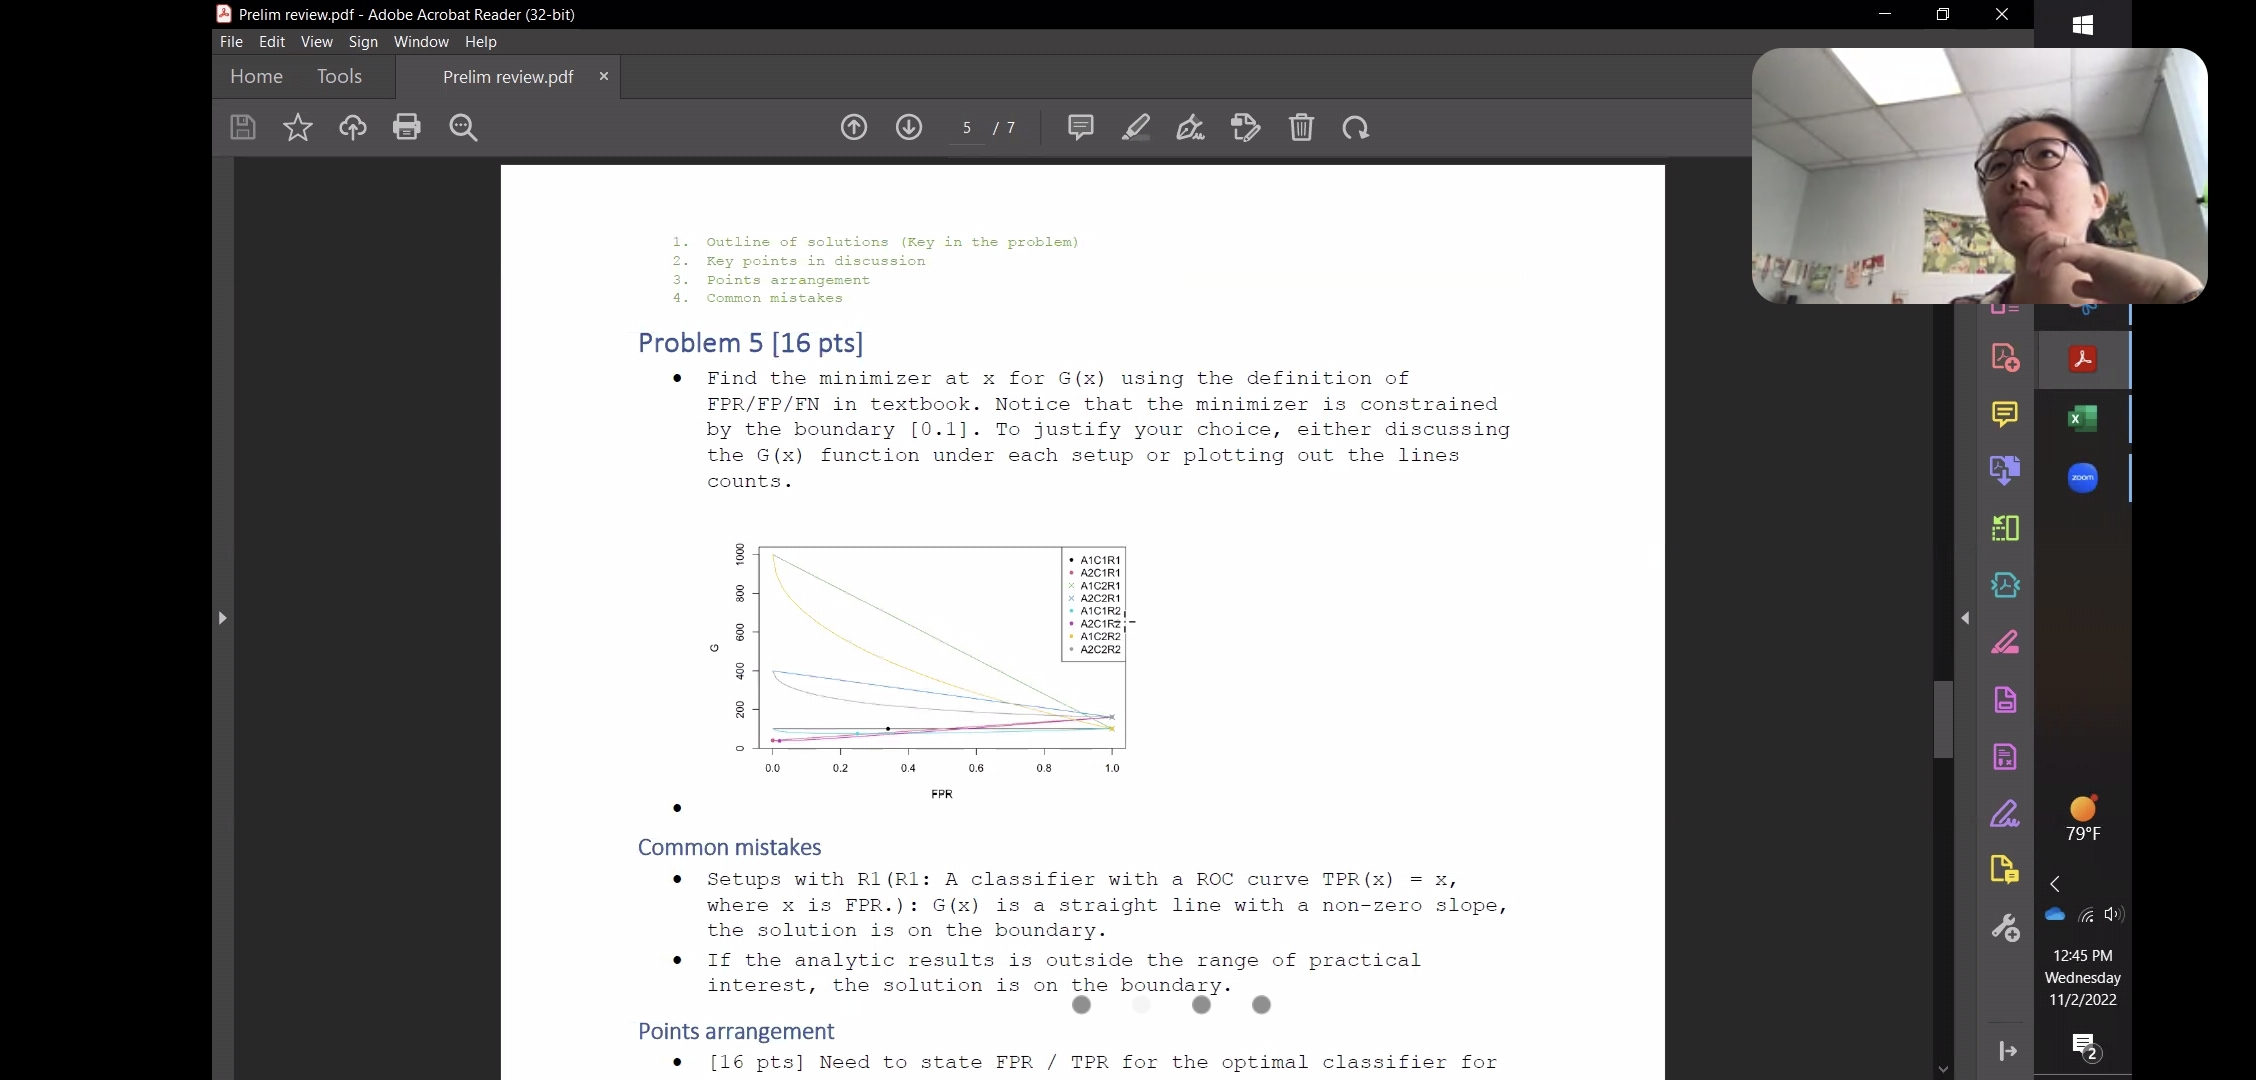 Prelim review.pdf - Adobe Acrobat Reader (32-bit)
File Edit View Sign Window Help
Home Tools Prelim review.pdf
5 / 7
1. Outline of solutions (Key in the problem)
2. Key points in discussion
3. Points arrangement
4. Common mistakes
Problem 5 [16 pts]
• Find the minimizer at x for G(x) using the definition of
FPR/FP/FN in textbook. Notice that the minimizer is constrained
by the boundary [0.1]. To justify your choice, either discussing
the G(x) function under each setup or plotting out the lines
counts.
G
1000
800
600
400
200
0
A1C1R1
A2C1R1
A1C2R1
A2C2R1
A1C1R2
A2C1R2
A1C2R2
A2C2R2
0.0 0.2 0.4 0.6 0.8 1.0
FPR
•
Common mistakes
• Setups with R1(R1: A classifier with a ROC curve TPR(x) = x,
where x is FPR.): G(x) is a straight line with a non-zero slope,
the solution is on the boundary.
• If the analytic results is outside the range of practical
interest, the solution is on the boundary.
Points arrangement
• [16 pts] Need to state FPR / TPR for the optimal classifier for
zoom
79°F
12:45 PM
Wednesday
11/2/2022
2